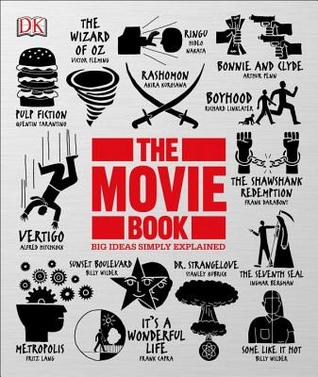 DK
THE
WIZARD
OF OZ
VICTOR FLEMING
RINGU
HIDEO
NAKATA
BONNIE AND CLYDE
ARTHUR PENN
RASHOMON
AKIRA KUROSAWA
BOYHOOD
RICHARD LINKLATER
PULP FICTION
QUENTIN TARANTINO
THE
MOVIE
BOOK
BIG IDEAS SIMPLY EXPLAINED
THE SHAWSHANK
REDEMPTION
FRANK DARABONT
VERTIGO
ALFRED HITCHCOCK
SUNSET BOULEVARD
BILLY WILDER
DR. STRANGELOVE
STANLEY KUBRICK
THE SEVENTH SEAL
INGMAR BERGMAN
METROPOLIS
FRITZ LANG
IT'S A
WONDERFUL
LIFE
FRANK CAPRA
SOME LIKE IT HOT
BILLY WILDER